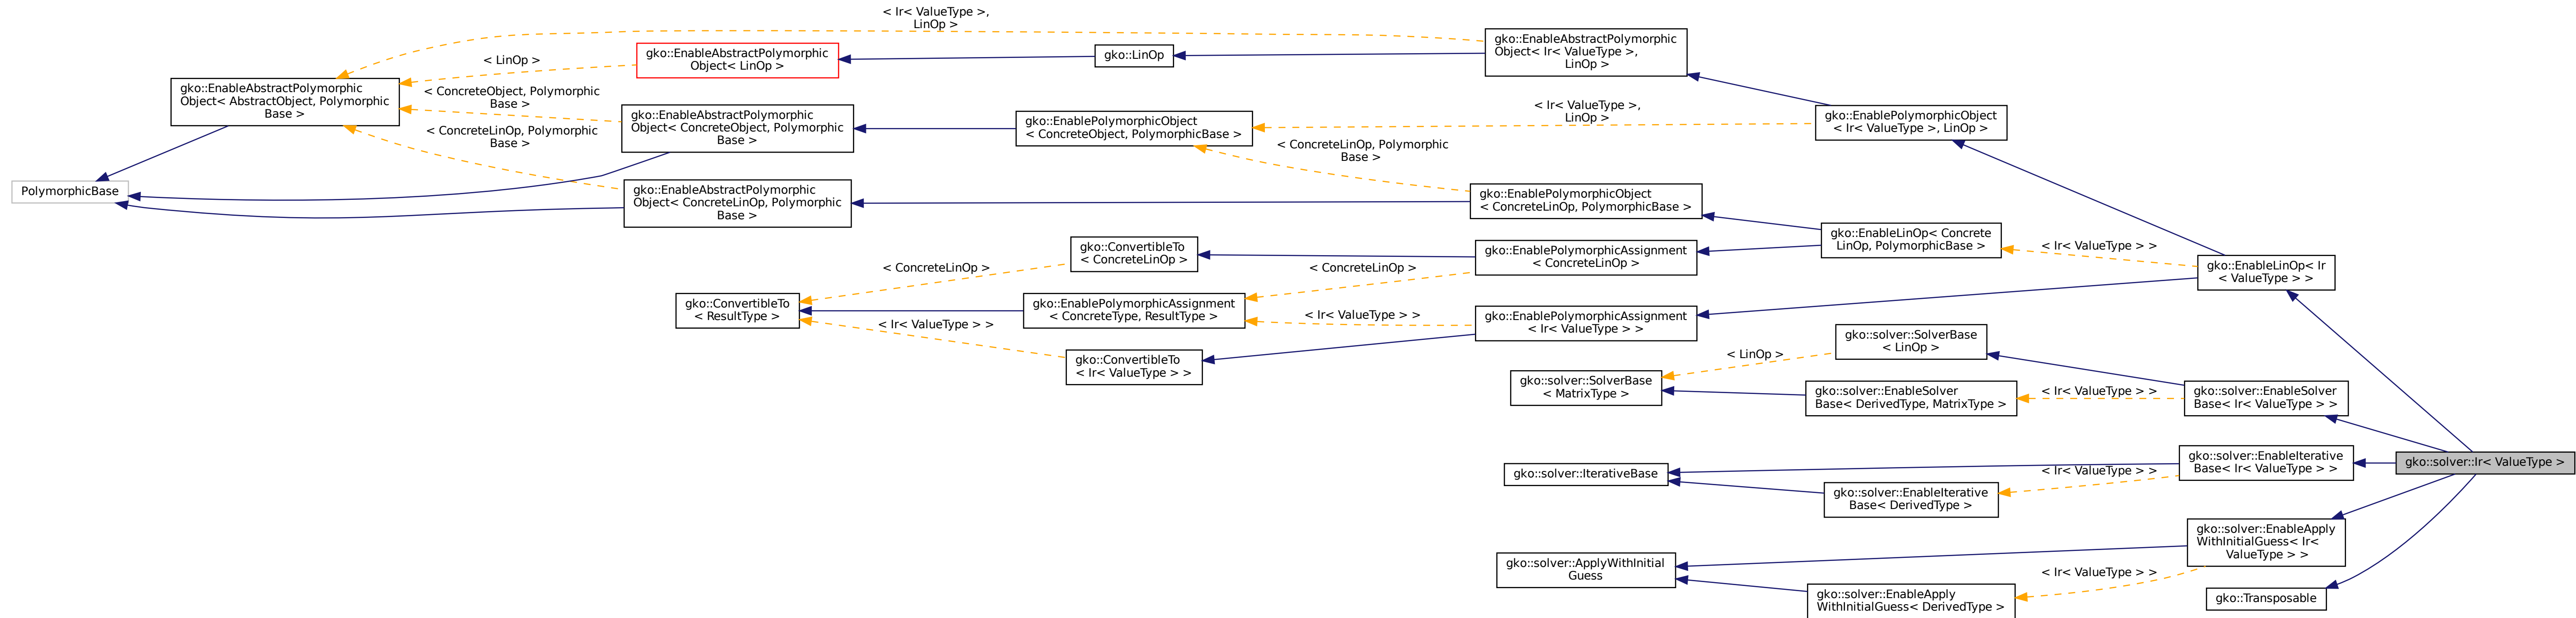 < Ir< ValueType >,
LinOp >
gko::EnableAbstractPolymorphic
Object< Ir< ValueType >,
LinOp >
gko::EnableAbstractPolymorphic
Object< LinOp >
gko::LinOp
< LinOp >
gko::EnableAbstractPolymorphic
Object< AbstractObject, Polymorphic
Base >
< ConcreteObject, Polymorphic
Base >
gko::EnableAbstractPolymorphic
Object< ConcreteObject, Polymorphic
Base >
gko::EnablePolymorphicObject
< ConcreteObject, PolymorphicBase >
< Ir< ValueType >,
LinOp >
gko::EnablePolymorphicObject
< Ir< ValueType >, LinOp >
< ConcreteLinOp, Polymorphic
Base >
< ConcreteLinOp, Polymorphic
Base >
PolymorphicBase
gko::EnableAbstractPolymorphic
Object< ConcreteLinOp, Polymorphic
Base >
gko::EnablePolymorphicObject
< ConcreteLinOp, PolymorphicBase >
gko::EnableLinOp< Concrete
LinOp, PolymorphicBase >
< Ir< ValueType > >
gko::ConvertibleTo
< ConcreteLinOp >
gko::EnablePolymorphicAssignment
< ConcreteLinOp >
gko::EnableLinOp< Ir
< ValueType > >
< ConcreteLinOp >
< ConcreteLinOp >
gko::ConvertibleTo
< ResultType >
gko::EnablePolymorphicAssignment
< ConcreteType, ResultType >
< Ir< ValueType > >
gko::EnablePolymorphicAssignment
< Ir< ValueType > >
< Ir< ValueType > >
gko::ConvertibleTo
< Ir< ValueType > >
gko::solver::SolverBase
< LinOp >
< LinOp >
gko::solver::SolverBase
< MatrixType >
gko::solver::EnableSolver
Base< DerivedType, MatrixType >
< Ir< ValueType > >
gko::solver::EnableSolver
Base< Ir< ValueType > >
gko::solver::IterativeBase
< Ir< ValueType > >
gko::solver::EnableIterative
Base< Ir< ValueType > >
gko::solver::Ir< ValueType >
gko::solver::EnableIterative
Base< DerivedType >
gko::solver::EnableApply
WithInitialGuess< Ir<
ValueType > >
gko::solver::ApplyWithInitial
Guess
< Ir< ValueType > >
gko::solver::EnableApply
WithInitialGuess< DerivedType >
gko::Transposable